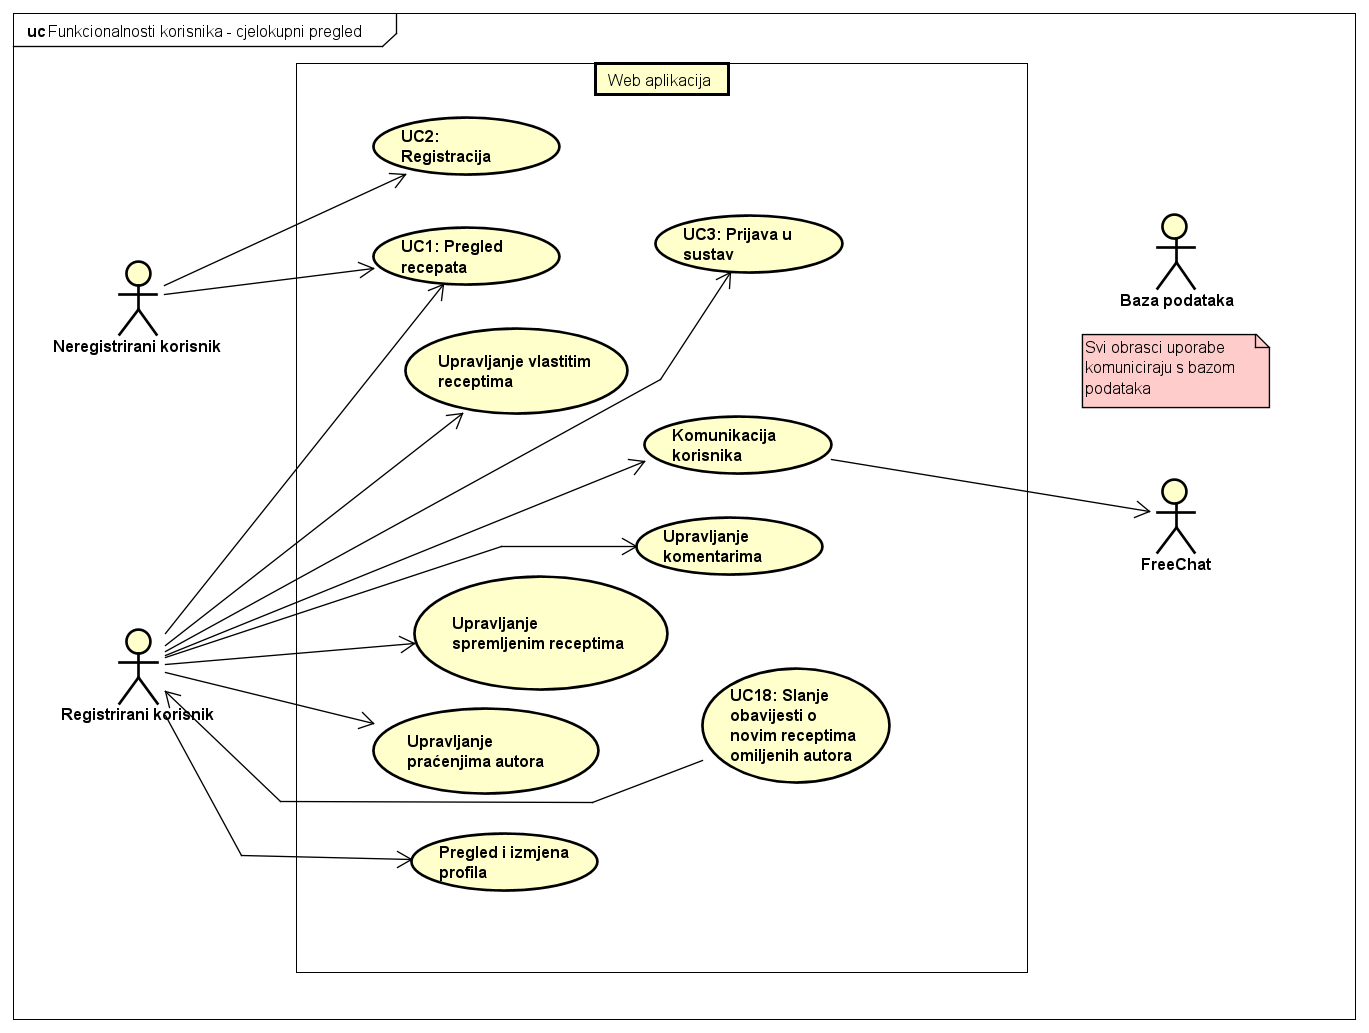 uc Funkcionalnosti korisnika - cjelokupni pregled
Web aplikacija
UC2:
Registracija
UC1: Pregled
recepata
UC3: Prijava u
sustav
Baza podataka
Neregistrirani korisnik
Svi obrasci uporabe
komuniciraju s bazom
podataka
Upravljanje vlastitim
receptima
Komunikacija
korisnika
FreeChat
Upravljanje
komentarima
Upravljanje
spremljenim receptima
Registrirani korisnik
UC18: Slanje
obavijesti o
novim receptima
omiljenih autora
Upravljanje
praćenjima autora
Pregled i izmjena
profila